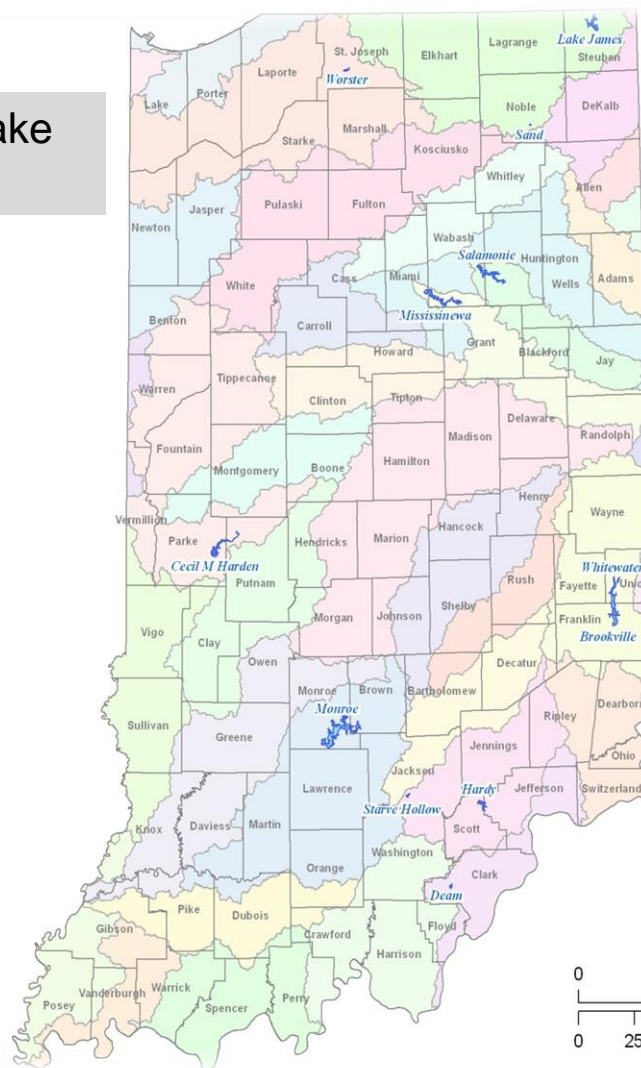 ake
Lake James
St. Joseph
Elkhart
Lagrange
Steuben
Worster
Laporte
Porter
Lake
Noble
DeKalb
Marshall
Starke
Sand
Kosciusko
Whitley
Allen
Pulaski
Fulton
Jasper
Newton
Wabash
Salamonie
Huntington
White
Cass
Miami
Wells
Adams
Mississinewa
Benton
Carroll
Grant
Blackford
Jay
Howard
Tippecanoe
Warren
Clinton
Tipton
Delaware
Madison
Randolph
Fountain
Montgomery
Boone
Hamilton
Henry
Wayne
Vermillion
Parke
Hendricks
Marion
Hancock
Cecil M Harden
Whitewater
Putnam
Rush
Fayette
Unio
Shelby
Franklin
Morgan
Johnson
Brookville
Vigo
Clay
Owen
Decatur
Monroe
Brown
Bartholomew
Monroe
Dearbor
Sullivan
Ripley
Greene
Jennings
Ohio
Jackson
Lawrence
Hardy
Jefferson
Switzerland
Starve Hollow
Knox
Daviess
Martin
Scott
Washington
Orange
Clark
Deam
Pike
Dubois
Gibson
Floyd
Crawford
Harrison
Warrick
Vanderburgh
Posey
Spencer
Perry
0
0 25